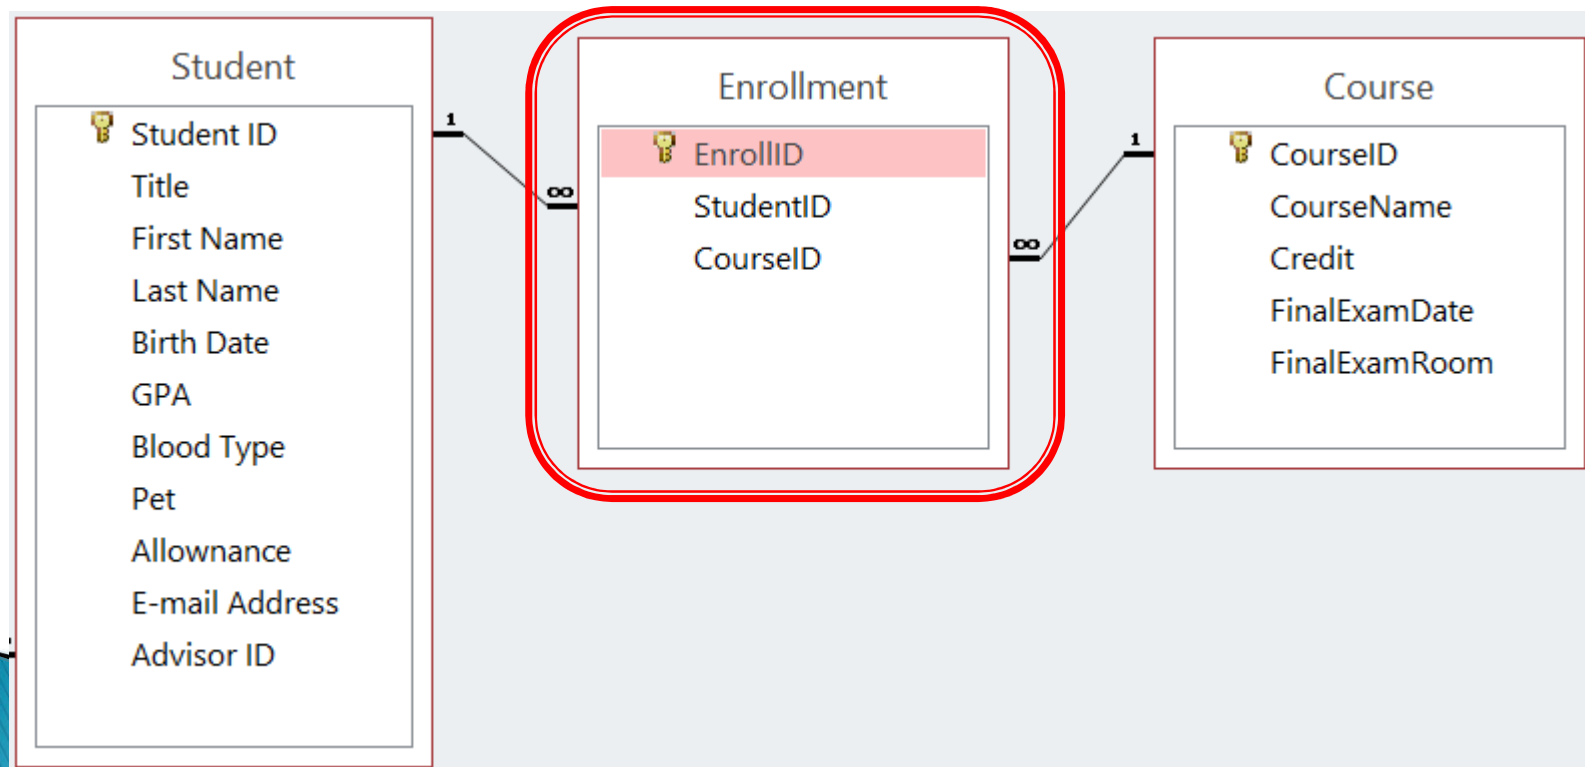 Student
Student ID
Title
First Name
Last Name
Birth Date
GPA
Blood Type
Pet
Allownance
E-mail Address
Advisor ID
1
∞
Enrollment
EnrollID
StudentID
CourseID
∞
1
Course
CourseID
CourseName
Credit
FinalExamDate
FinalExamRoom